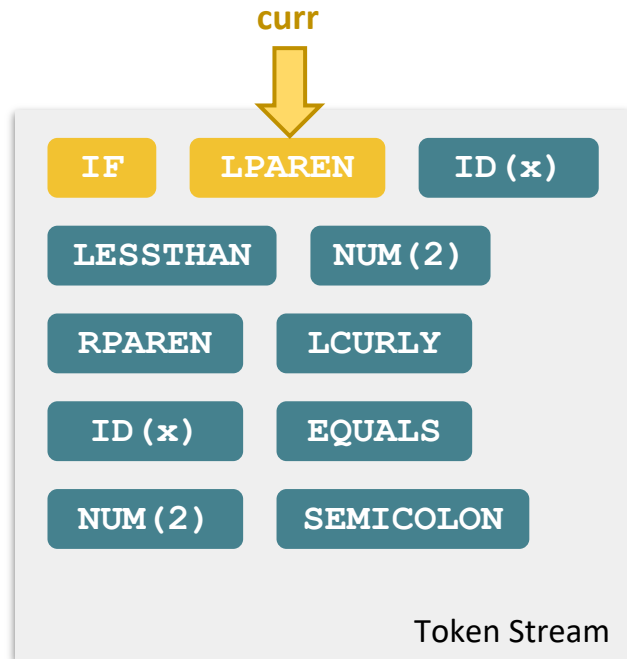 curr
IF LPAREN ID(x)
LESSTHAN NUM(2)
RPAREN LCURLY
ID(x) EQUALS
NUM(2) SEMICOLON
Token Stream